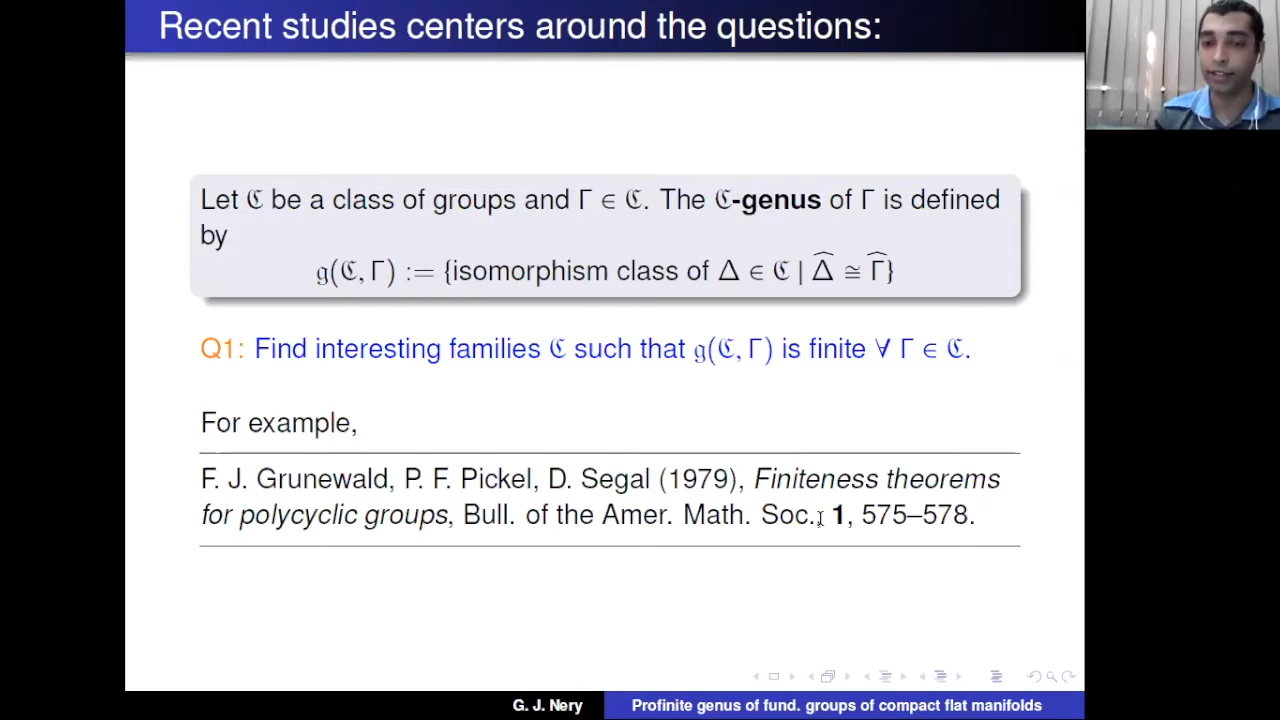 Recent studies centers around the questions:
Let ℭ be a class of groups and Γ ∈ ℭ. The ℭ-genus of Γ is defined
by
𝔤(ℭ, Γ) := {isomorphism class of Δ ∈ ℭ | Δ̂ ≅ Γ̂}
Q1: Find interesting families ℭ such that 𝔤(ℭ, Γ) is finite ∀ Γ ∈ ℭ.
For example,
F. J. Grunewald, P. F. Pickel, D. Segal (1979), Finiteness theorems
for polycyclic groups, Bull. of the Amer. Math. Soc., 1, 575–578.
G. J. Nery
Profinite genus of fund. groups of compact flat manifolds